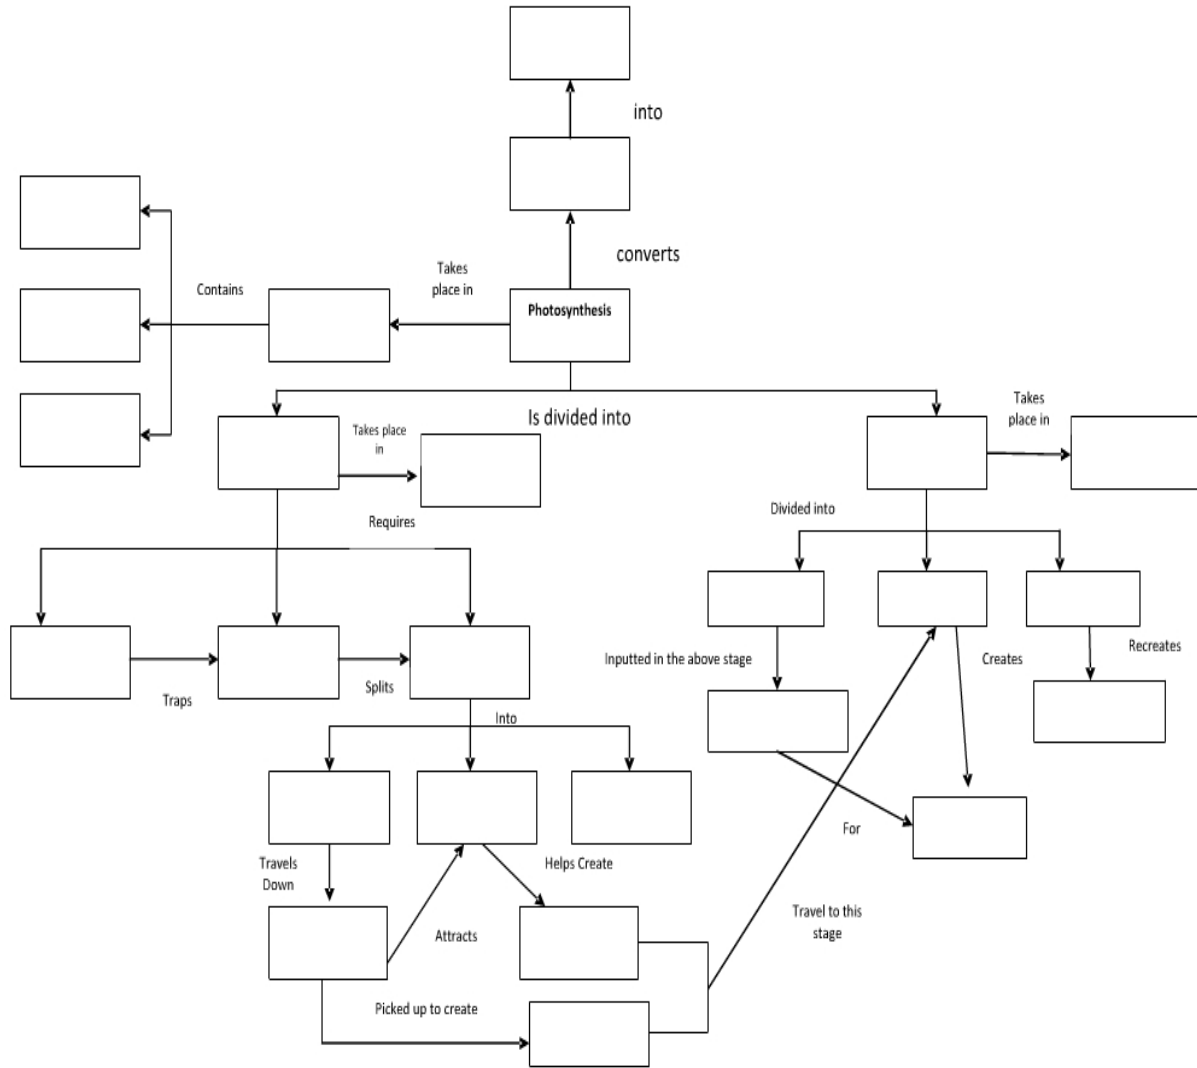 into
converts
Takes
place in
Contains
Photosynthesis
Is divided into
Takes place
in
Takes
place in
Requires
Divided into
Inputted in the above stage
Creates
Recreates
Traps
Splits
Into
For
Travels
Down
Helps Create
Attracts
Travel to this
stage
Picked up to create